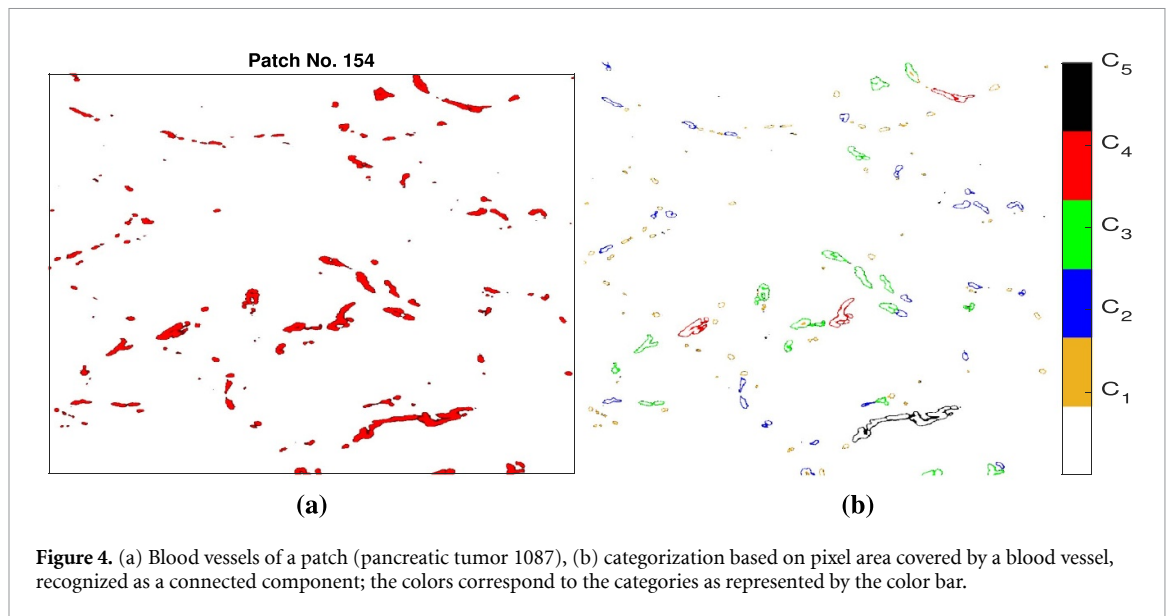 Patch No. 154
C5
C4
C3
C2
C1
(a)
(b)
Figure 4. (a) Blood vessels of a patch (pancreatic tumor 1087), (b) categorization based on pixel area covered by a blood vessel,
recognized as a connected component; the colors correspond to the categories as represented by the color bar.